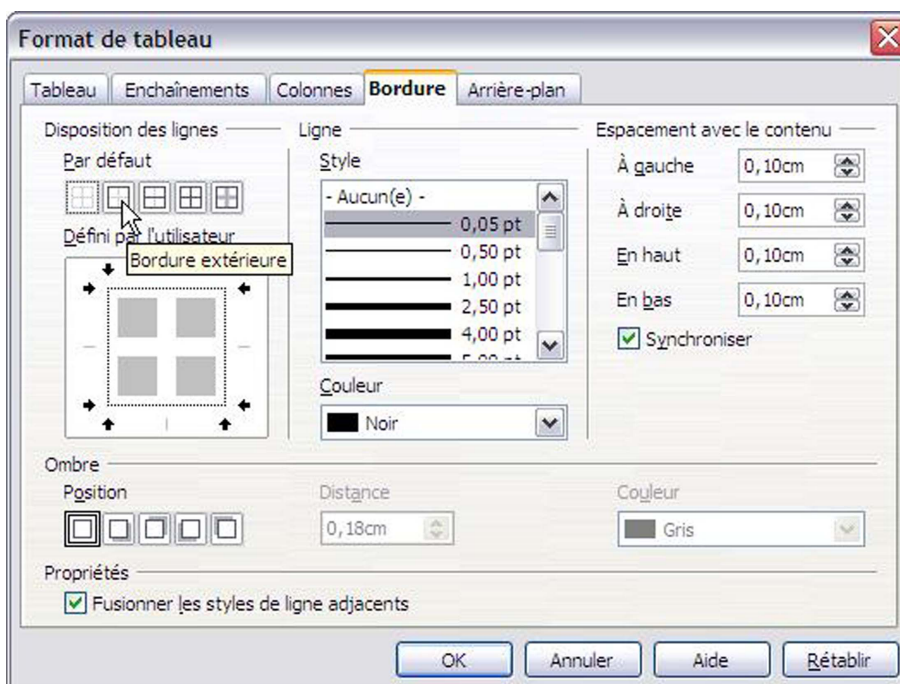 Format de tableau
Tableau Enchaînements Colonnes Bordure Arrière-plan
Disposition des lignes
Par défaut
Défini par l'utilisateur
Bordure extérieure
Ligne
Style
- Aucun(e) -
0,05 pt
0,50 pt
1,00 pt
2,50 pt
4,00 pt
5,00 pt
Couleur
Noir
Espacement avec le contenu
À gauche 0,10cm
À droite 0,10cm
En haut 0,10cm
En bas 0,10cm
Synchroniser
Ombre
Position
Distance
0,18cm
Couleur
Gris
Propriétés
Fusionner les styles de ligne adjacents
OK Annuler Aide Rétablir